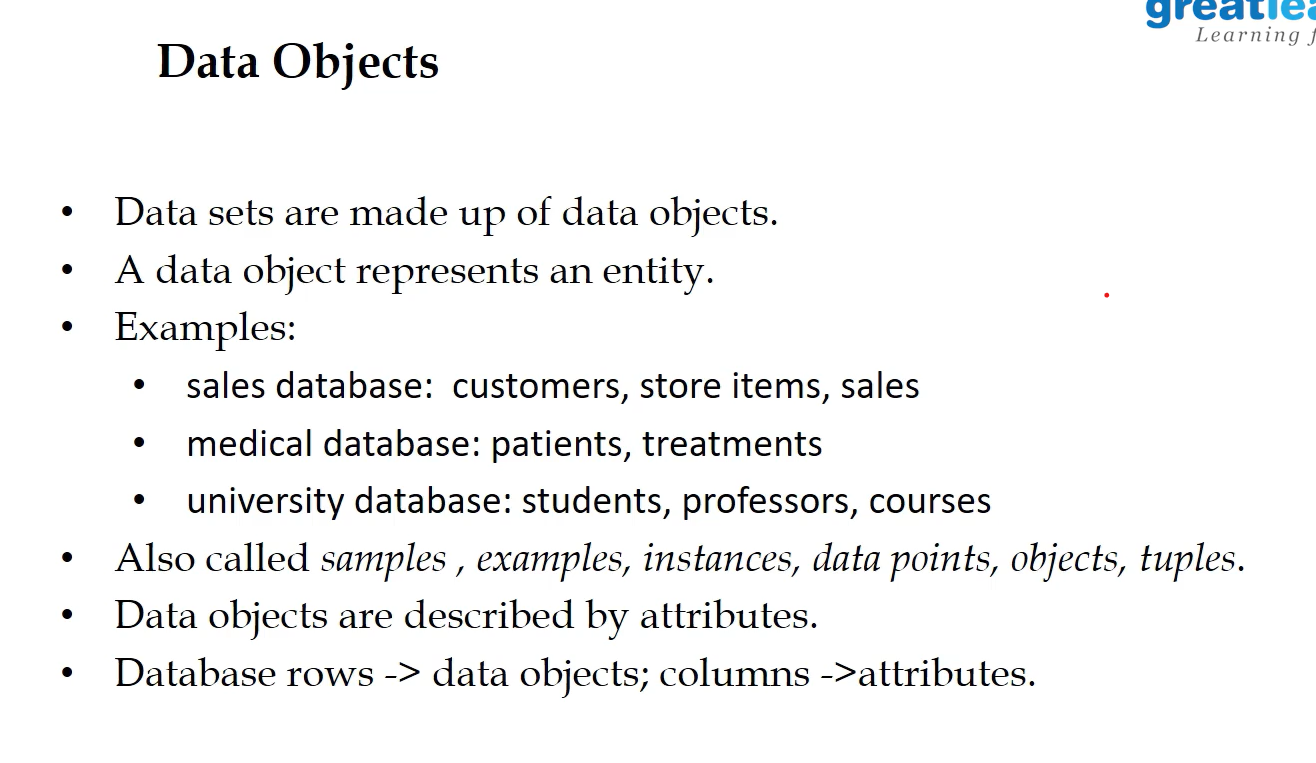 Data Objects
• Data sets are made up of data objects.
• A data object represents an entity.
• Examples:
• sales database:  customers, store items, sales
• medical database: patients, treatments
• university database: students, professors, courses
• Also called samples , examples, instances, data points, objects, tuples.
• Data objects are described by attributes.
• Database rows -> data objects; columns ->attributes.
Learning